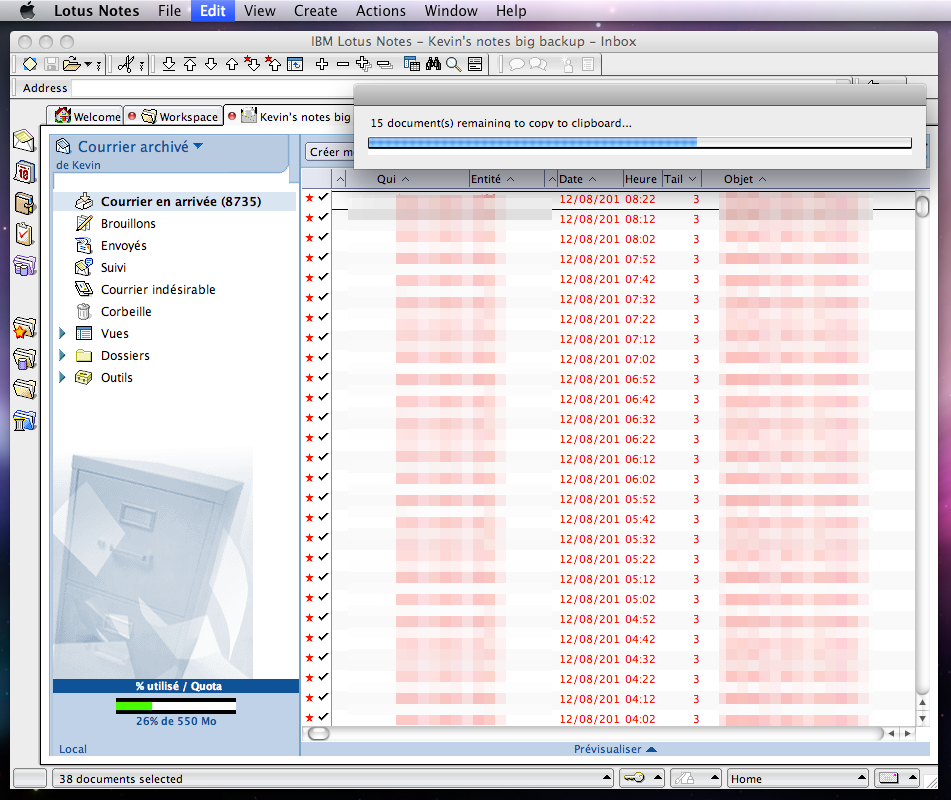 Lotus Notes File Edit View Create Actions Window Help
IBM Lotus Notes – Kevin's notes big backup – Inbox
Address
15 document(s) remaining to copy to clipboard...
Welcome Workspace Kevin's notes big
Courrier archivé
de Kevin
Créer
Qui Entité Date Heure Tail Objet
Courrier en arrivée (8735)
Brouillons
Envoyés
Suivi
Courrier indésirable
Corbeille
Vues
Dossiers
Outils
12/08/201 08:22 3
12/08/201 08:12 3
12/08/201 08:02 3
12/08/201 07:52 3
12/08/201 07:42 3
12/08/201 07:32 3
12/08/201 07:22 3
12/08/201 07:12 3
12/08/201 07:02 3
12/08/201 06:52 3
12/08/201 06:42 3
12/08/201 06:32 3
12/08/201 06:22 3
12/08/201 06:12 3
12/08/201 06:02 3
12/08/201 05:52 3
12/08/201 05:42 3
12/08/201 05:32 3
12/08/201 05:22 3
12/08/201 05:12 3
12/08/201 05:02 3
12/08/201 04:52 3
12/08/201 04:42 3
12/08/201 04:32 3
12/08/201 04:22 3
12/08/201 04:12 3
12/08/201 04:02 3
% utilisé / Quota
26% de 550 Mo
Local
Prévisualiser
38 documents selected
Home